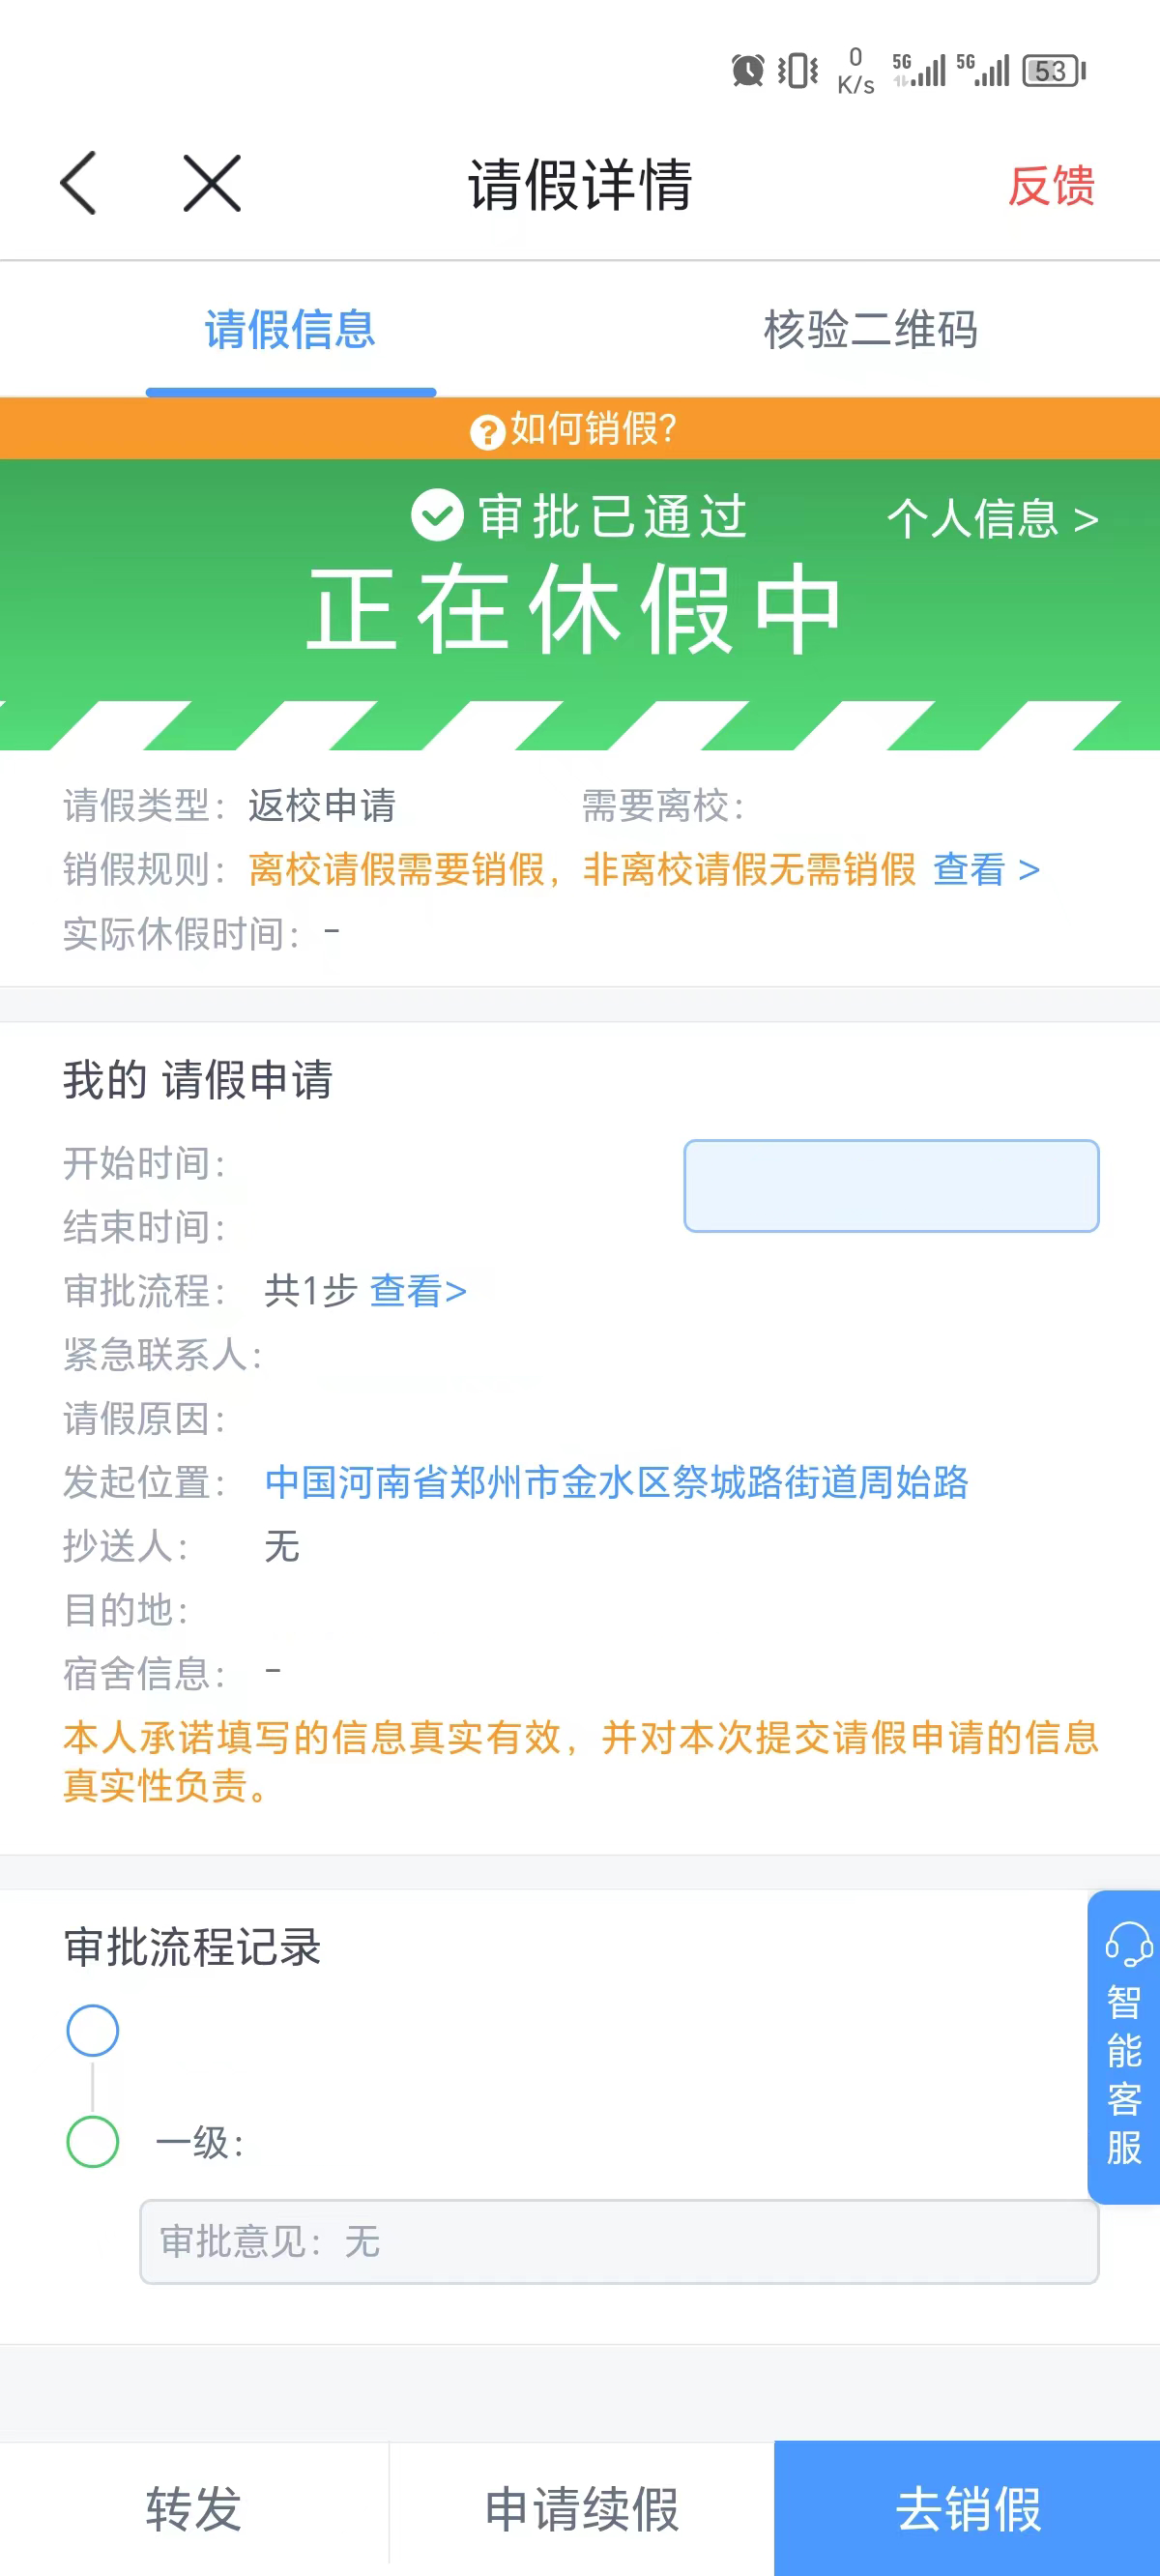 0
K/s
5G
5G
53
请假详情
反馈
请假信息
核验二维码
?如何销假?
审批已通过
个人信息 >
正在休假中
请假类型: 返校申请
需要离校:
销假规则: 离校请假需要销假, 非离校请假无需销假 查看 >
实际休假时间: -
我的 请假申请
开始时间:
结束时间:
审批流程: 共1步 查看>
紧急联系人:
请假原因:
发起位置: 中国河南省郑州市金水区祭城路街道周始路
抄送人: 无
目的地:
宿舍信息: -
本人承诺填写的信息真实有效, 并对本次提交请假申请的信息
真实性负责。
审批流程记录
一级:
审批意见: 无
智能客服
转发
申请续假
去销假